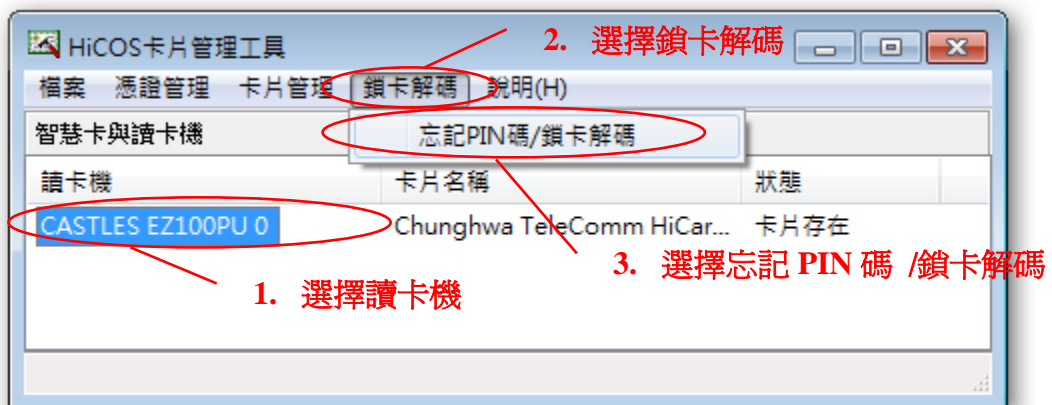 HiCOS卡片管理工具
2. 選擇鎖卡解碼
檔案 憑證管理 卡片管理 鎖卡解碼 說明(H)
智慧卡與讀卡機
忘記PIN碼/鎖卡解碼
讀卡機 卡片名稱 狀態
CASTLES EZ100PU 0 Chunghwa TeleComm HiCar... 卡片存在
3. 選擇忘記 PIN 碼 /鎖卡解碼
1. 選擇讀卡機